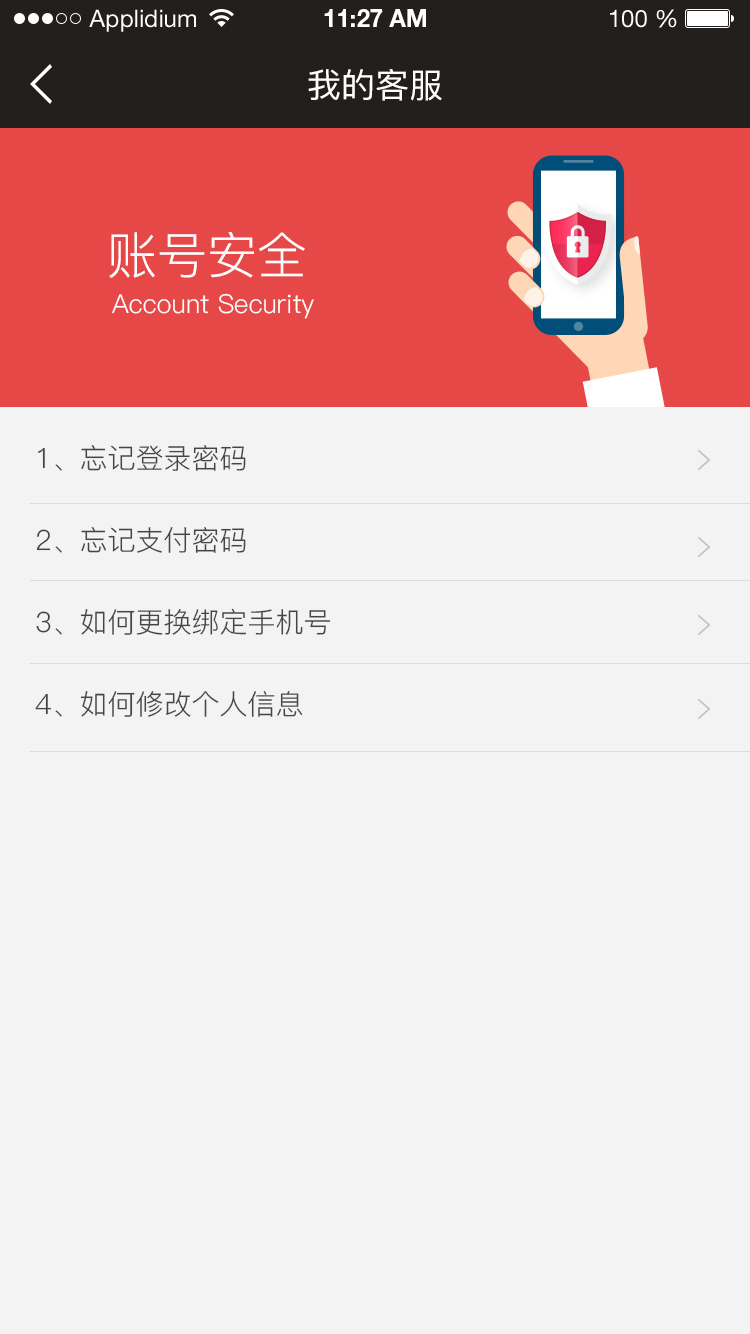 Applidium 11:27 AM 100 %
我的客服
账号安全
Account Security
1、忘记登录密码
2、忘记支付密码
3、如何更换绑定手机号
4、如何修改个人信息